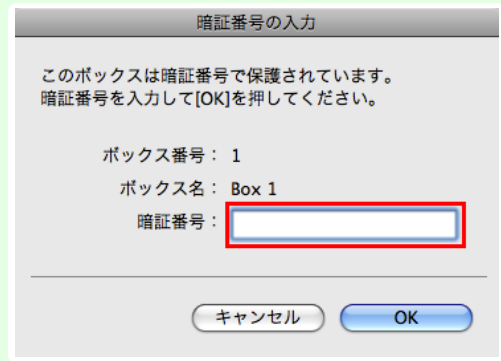 暗証番号の入力
このボックスは暗証番号で保護されています。
暗証番号を入力して[OK]を押してください。
ボックス番号： 1
ボックス名： Box 1
暗証番号：
キャンセル OK